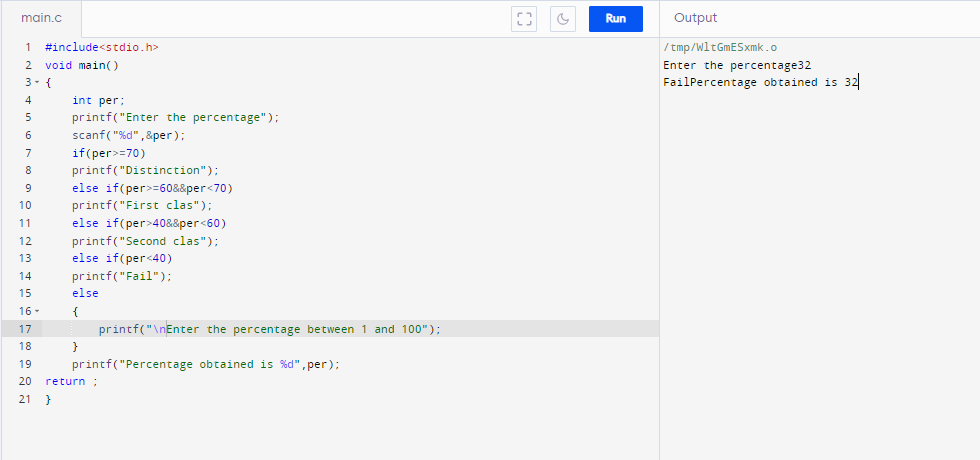 main.c
Run
Output
1 #include<stdio.h>
2 void main()
3 {
4 int per;
5 printf("Enter the percentage");
6 scanf("%d",&per);
7 if(per>=70)
8 printf("Distinction");
9 else if(per>=60&&per<70)
10 printf("First clas");
11 else if(per>40&&per<60)
12 printf("Second clas");
13 else if(per<40)
14 printf("Fail");
15 else
16 {
17 printf("\nEnter the percentage between 1 and 100");
18 }
19 printf("Percentage obtained is %d",per);
20 return ;
21 }
/tmp/WltGmESxmk.o
Enter the percentage32
FailPercentage obtained is 32